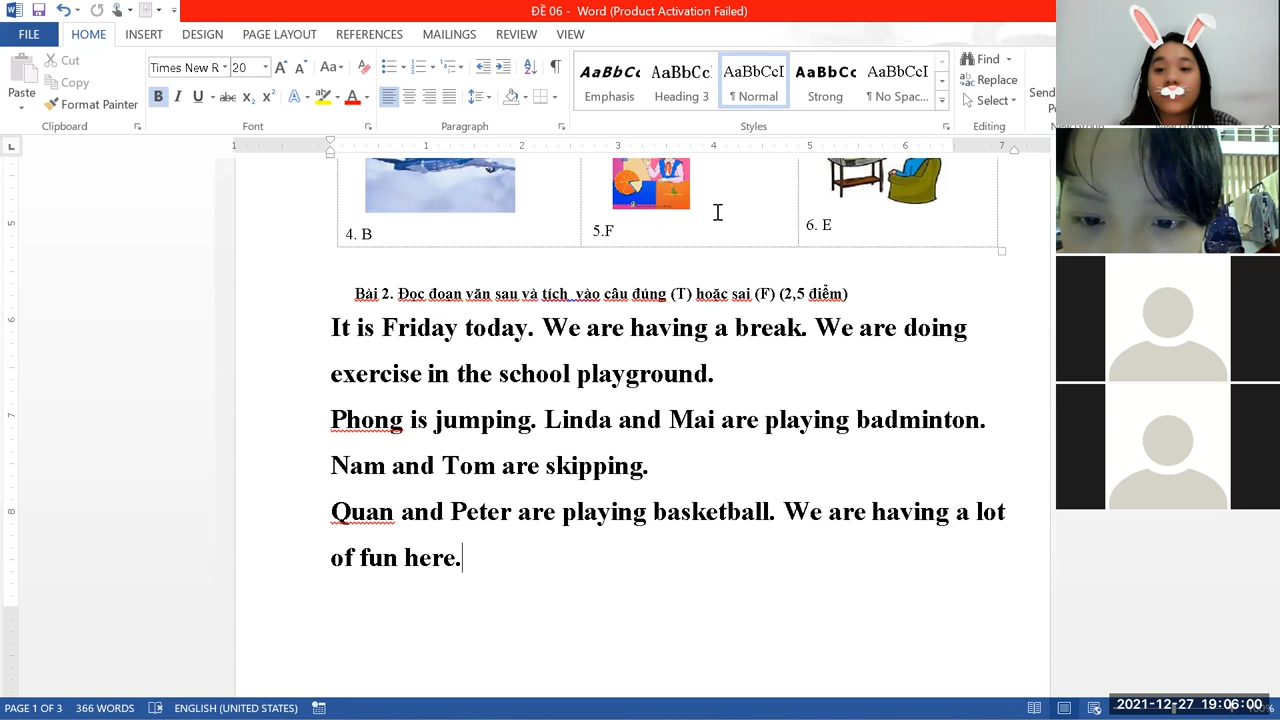 ĐỀ 06 - Word (Product Activation Failed)
FILE HOME INSERT DESIGN PAGE LAYOUT REFERENCES MAILINGS REVIEW VIEW
Cut
Copy
Format Painter
Paste
Clipboard
Times New R 20
Font
Paragraph
AaBbCc AaBbCc AaBbCcI AaBbCc AaBbCcI
Emphasis Heading 3 ¶ Normal Strong ¶ No Spac...
Styles
Find
Replace
Select
Editing
Send
4. B
5.F
6. E
Bài 2. Đọc đoạn văn sau và tích vào câu đúng (T) hoặc sai (F) (2,5 điểm)
It is Friday today. We are having a break. We are doing
exercise in the school playground.
Phong is jumping. Linda and Mai are playing badminton.
Nam and Tom are skipping.
Quan and Peter are playing basketball. We are having a lot
of fun here.
PAGE 1 OF 3 366 WORDS ENGLISH (UNITED STATES)
2021-12-27 19:06:00